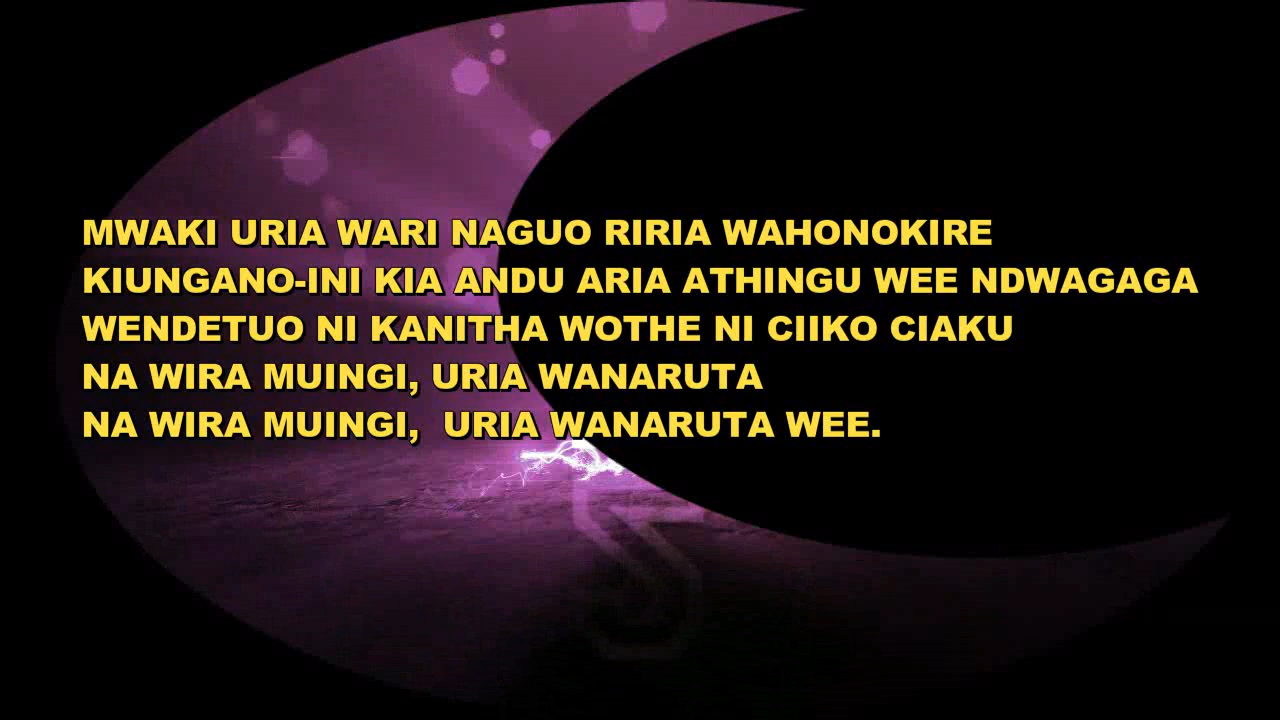 MWAKI URIA WARI NAGUO RIRIA WAHONOKIRE
KIUNGANO-INI KIA ANDU ARIA ATHINGU WEE NDWAGAGA
WENDETUO NI KANITHA WOTHE NI CIIKO CIAKU
NA WIRA MUINGI, URIA WANARUTA
NA WIRA MUINGI,  URIA WANARUTA WEE.